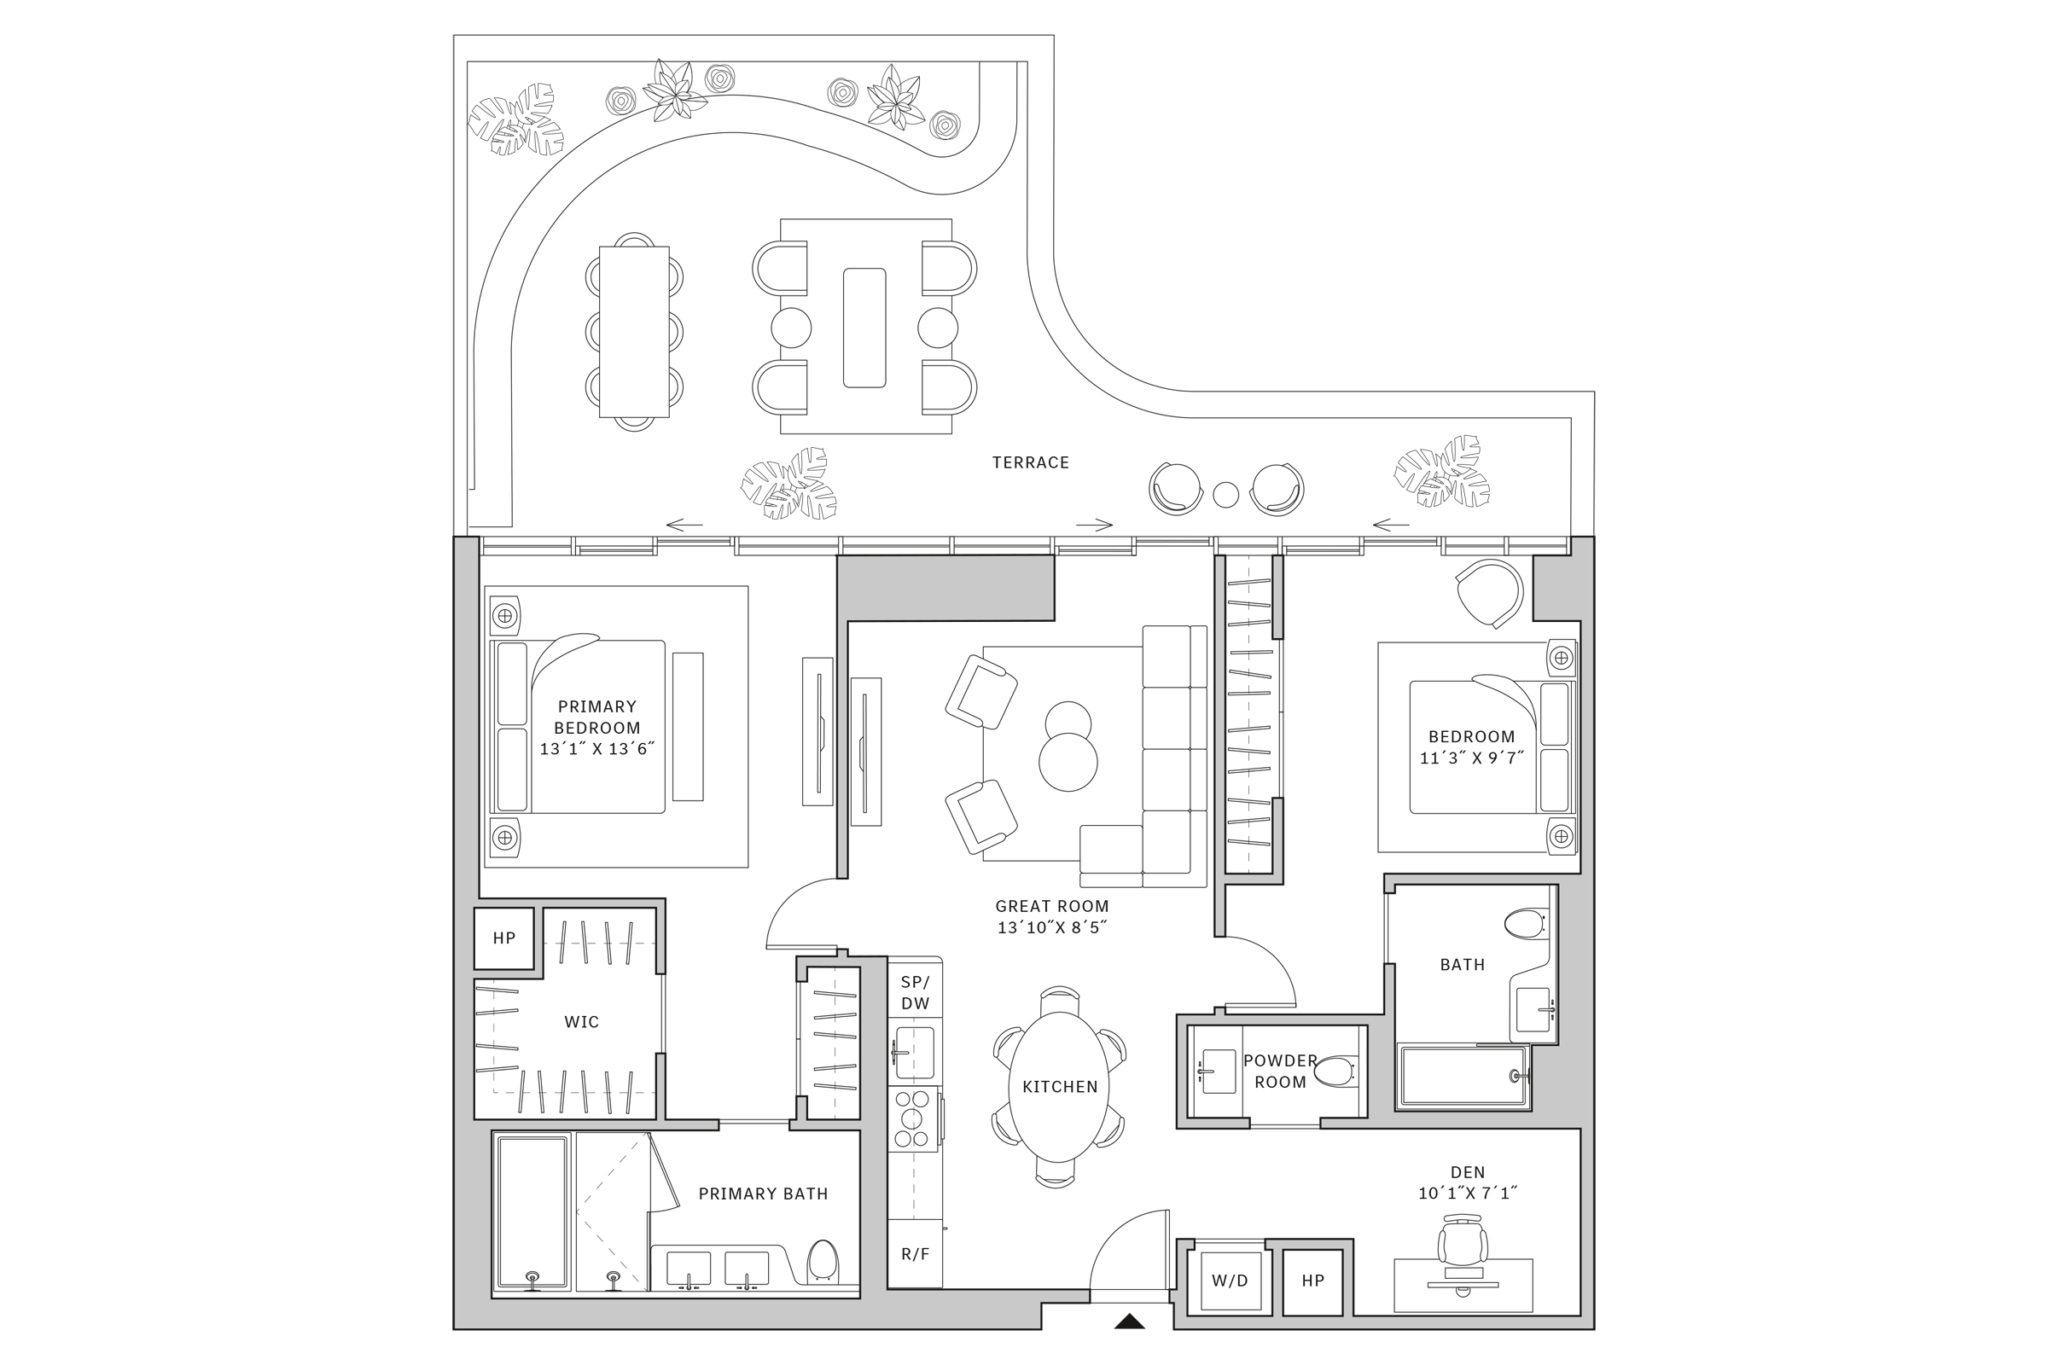 TERRACE
PRIMARY
BEDROOM
13´1˝ X 13´6˝
BEDROOM
11´3˝ X 9´7˝
GREAT ROOM
13´10˝X 8´5˝
HP
WIC
SP/
DW
BATH
KITCHEN
POWDER
ROOM
PRIMARY BATH
DEN
10´1˝X 7´1˝
R/F
W/D
HP